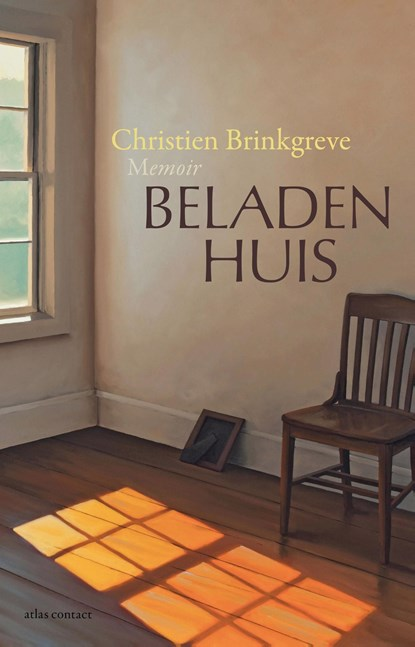 Christien Brinkgreve
Memoir
BELADEN
HUIS
atlas contact